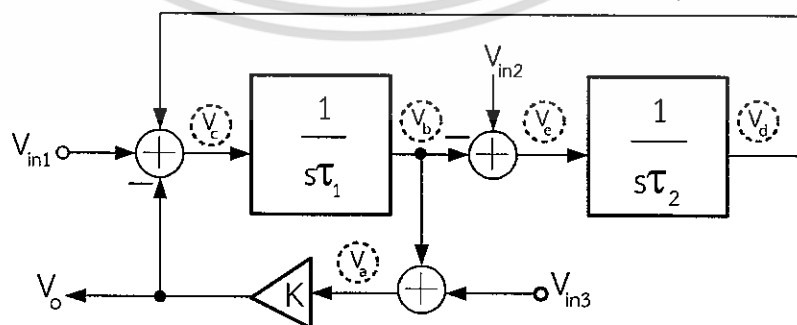 V_in2
V_c
1
sτ_1
V_b
−
+
V_e
1
sτ_2
V_d
V_in1
+
−
V_o
K
V_a
+
V_in3